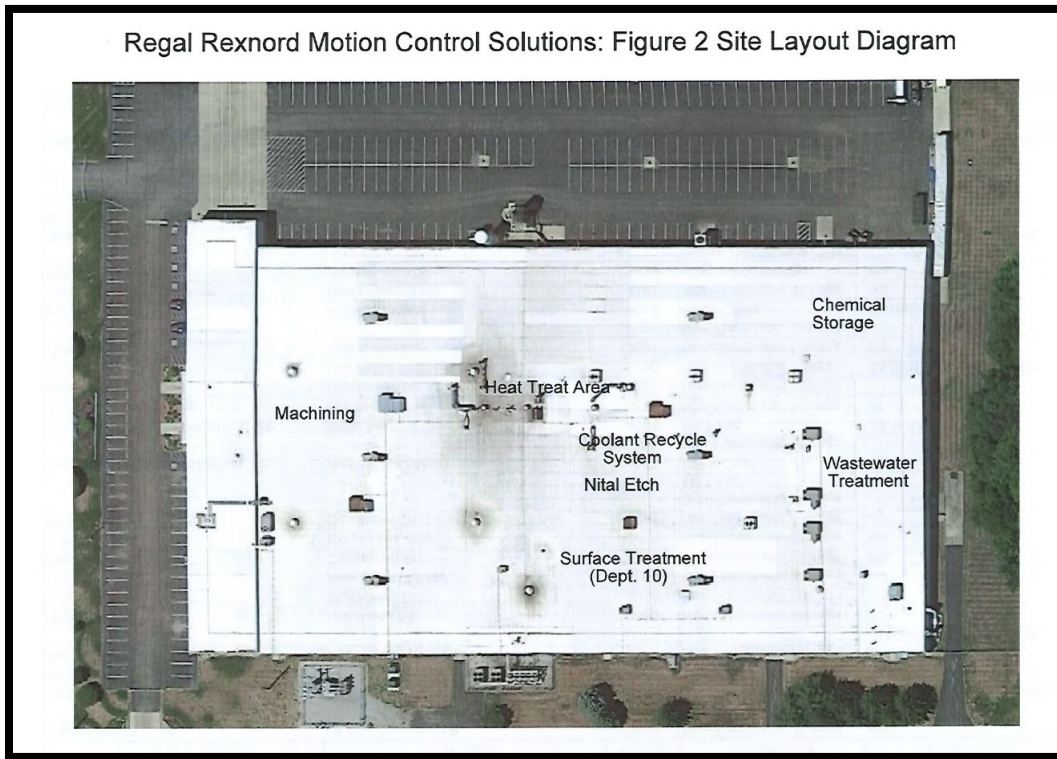 Regal Rexnord Motion Control Solutions: Figure 2 Site Layout Diagram
Chemical
Storage
Heat Treat Area
Machining
Coolant Recycle
System
Wastewater
Treatment
Nital Etch
Surface Treatment
(Dept. 10)